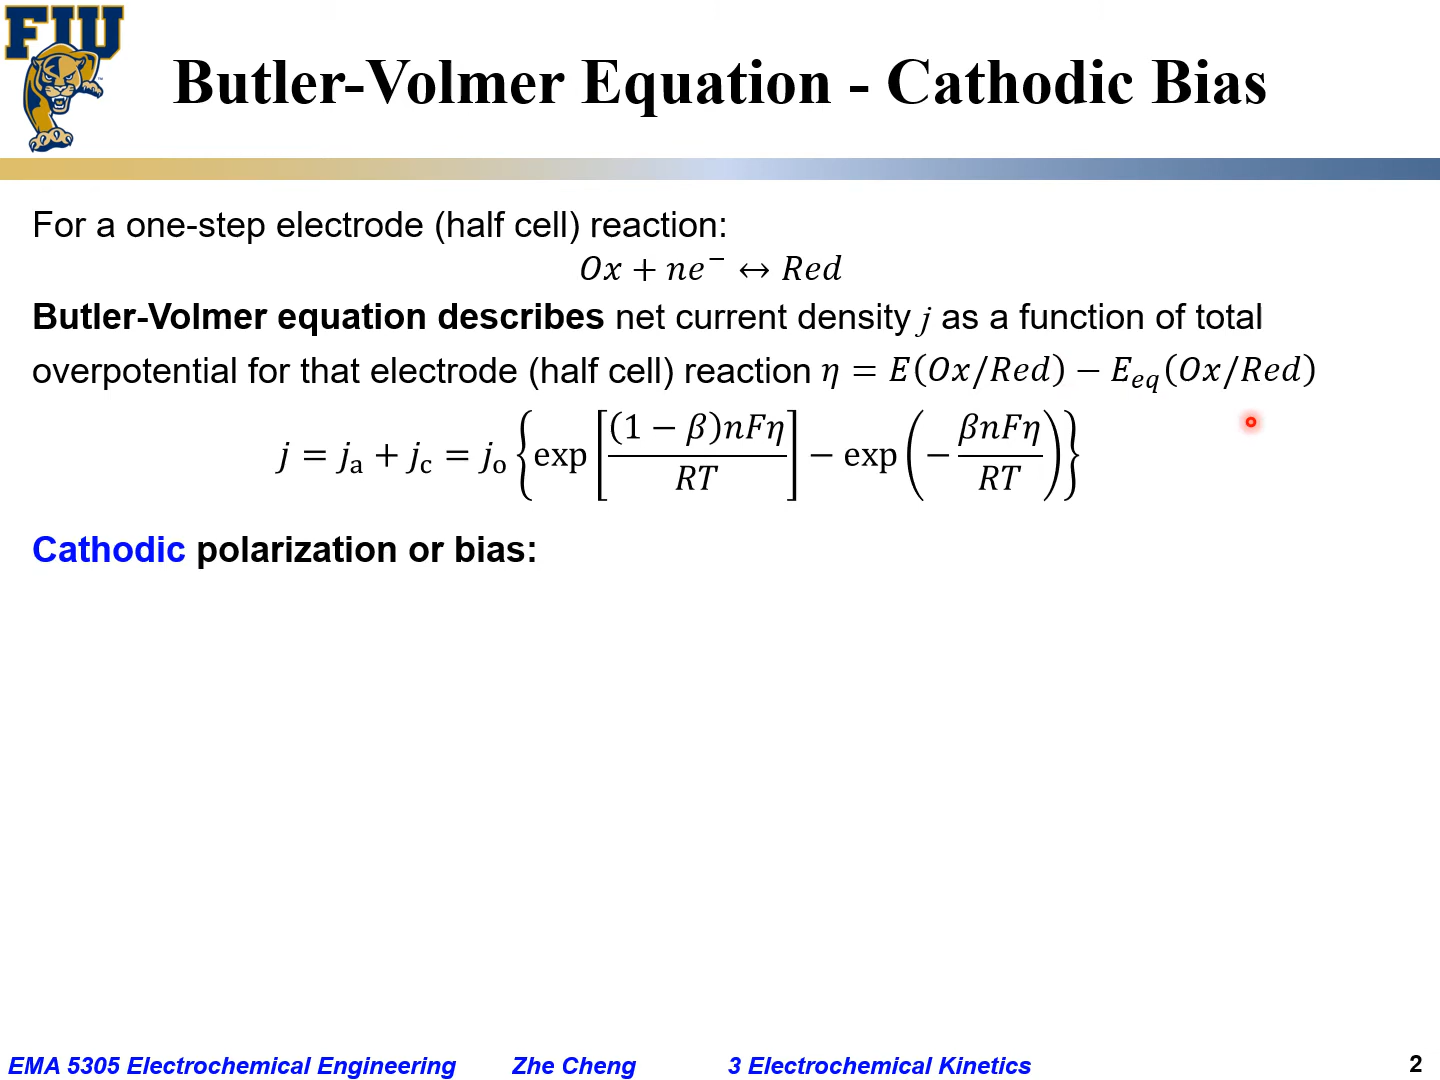 FIU
Butler-Volmer Equation - Cathodic Bias
For a one-step electrode (half cell) reaction:
Ox + ne⁻ ↔ Red
Butler-Volmer equation describes net current density j as a function of total
overpotential for that electrode (half cell) reaction η = E(Ox/Red) − E_eq(Ox/Red)
j = j_a + j_c = j_o {exp[(1 − β)nFη / RT] − exp(− βnFη / RT)}
Cathodic polarization or bias:
EMA 5305 Electrochemical Engineering Zhe Cheng 3 Electrochemical Kinetics 2